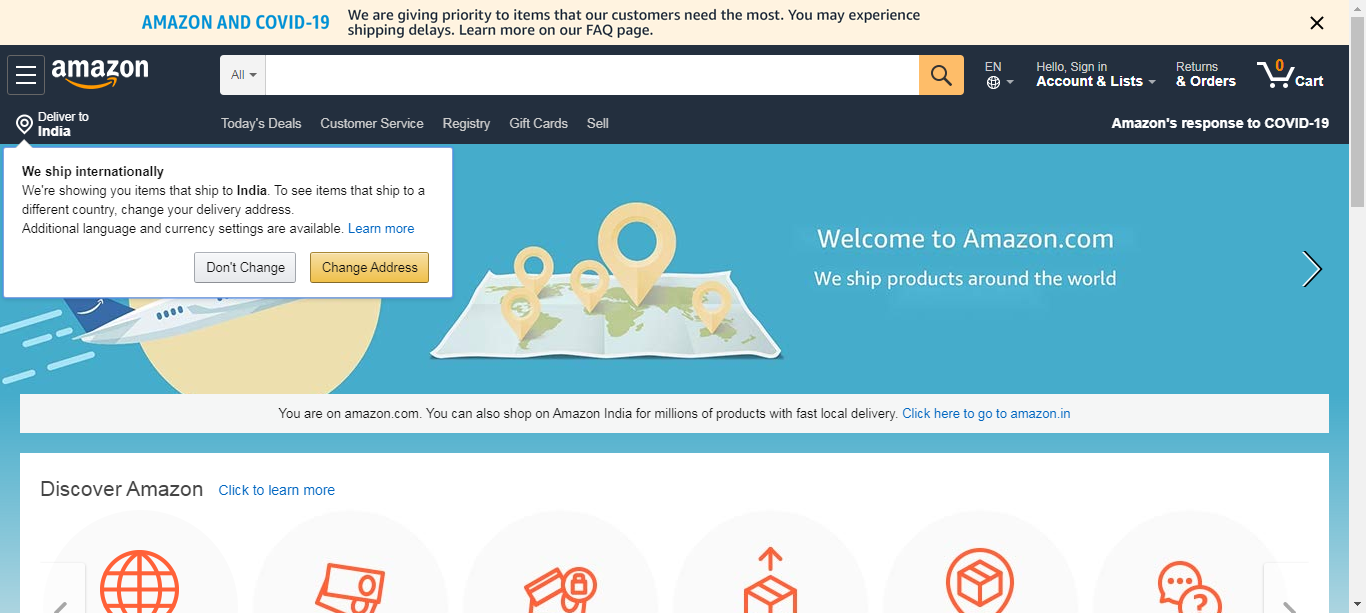 AMAZON AND COVID-19
We are giving priority to items that our customers need the most. You may experience
shipping delays. Learn more on our FAQ page.
amazon
All
EN
Hello, Sign in
Account & Lists
Returns
& Orders
0
Cart
Deliver to
India
Today's Deals
Customer Service
Registry
Gift Cards
Sell
Amazon's response to COVID-19
We ship internationally
We're showing you items that ship to India. To see items that ship to a
different country, change your delivery address.
Additional language and currency settings are available. Learn more
Don't Change
Change Address
Welcome to Amazon.com
We ship products around the world
You are on amazon.com. You can also shop on Amazon India for millions of products with fast local delivery. Click here to go to amazon.in
Discover Amazon
Click to learn more